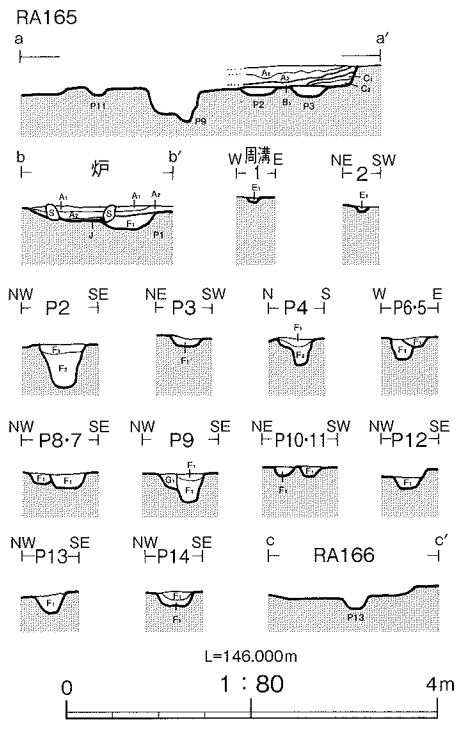 RA165
a a′
A₁ A₂ C₁ C₂
P11 P9 P2 B₁ P3
b 炉 b′
A₁ A₁ A₂
S A₂ S F₁ P1
J
W 周溝 E
1
E₁
NE SW
2
E₁
NW P2 SE
F₁
F₂
NE P3 SW
F₁
N P4 S
F₁
F₂
W P6・5 E
F₁ F₁
NW P8・7 SE
F₁ F₁
NW P9 SE
F₁
G₁ F₁
NE P10・11 SW
F₁
F₁
NW P12 SE
F₁
NW P13 SE
F₁
NW P14 SE
F₁
c RA166 c′
P13
L=146.000m
0 1:80 4m